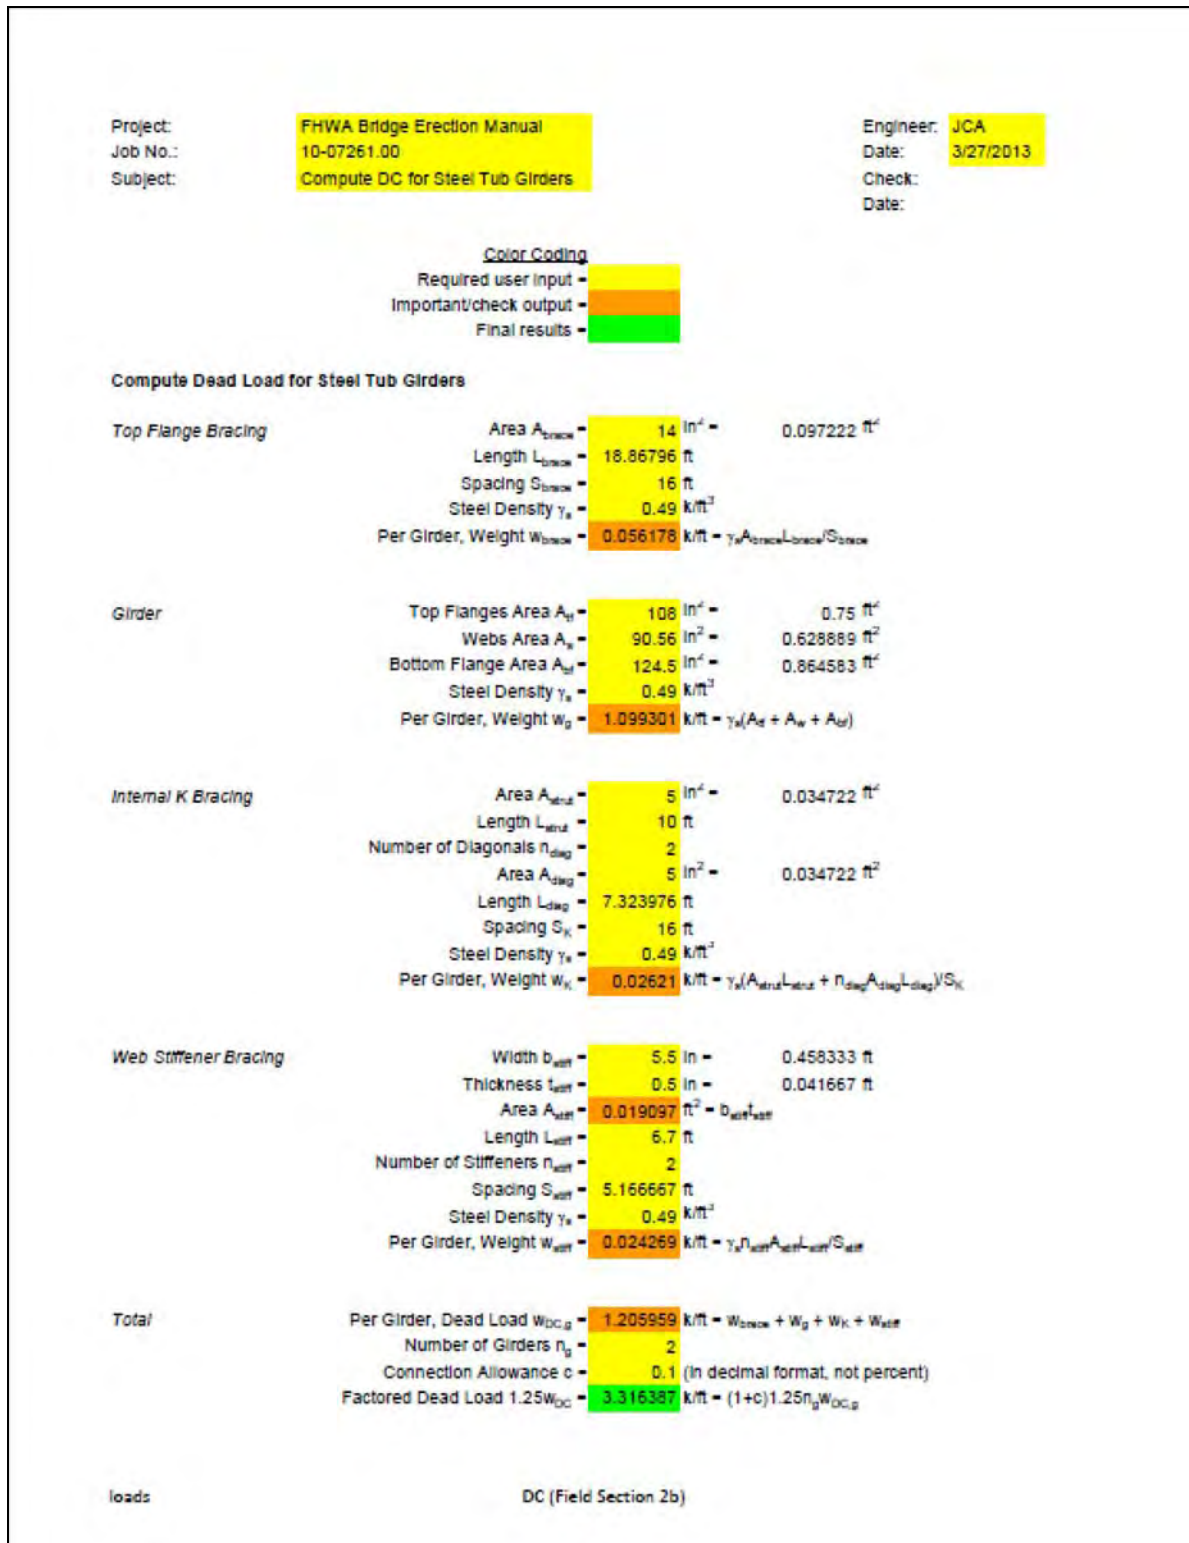 Project: FHWA Bridge Erection Manual Engineer: JCA
Job No.: 10-07261.00 Date: 3/27/2013
Subject: Compute DC for Steel Tub Girders Check:
Date:
Color Coding
Required user input =
Important/check output =
Final results =
Compute Dead Load for Steel Tub Girders
Top Flange Bracing Area A_brace = 14 in² = 0.097222 ft²
Length L_brace = 18.86796 ft
Spacing S_brace = 16 ft
Steel Density γ_s = 0.49 k/ft³
Per Girder, Weight w_brace = 0.056178 k/ft = γ_sA_braceL_brace/S_brace
Girder Top Flanges Area A_tf = 108 in² = 0.75 ft²
Webs Area A_w = 90.56 in² = 0.628889 ft²
Bottom Flange Area A_bf = 124.5 in² = 0.864583 ft²
Steel Density γ_s = 0.49 k/ft³
Per Girder, Weight w_g = 1.099301 k/ft = γ_s(A_tf + A_w + A_bf)
Internal K Bracing Area A_strut = 5 in² = 0.034722 ft²
Length L_strut = 10 ft
Number of Diagonals n_diag = 2
Area A_diag = 5 in² = 0.034722 ft²
Length L_diag = 7.323976 ft
Spacing S_K = 16 ft
Steel Density γ_s = 0.49 k/ft³
Per Girder, Weight w_K = 0.02621 k/ft = γ_s(A_strutL_strut + n_diagA_diagL_diag)/S_K
Web Stiffener Bracing Width b_stiff = 5.5 in = 0.458333 ft
Thickness t_stiff = 0.5 in = 0.041667 ft
Area A_stiff = 0.019097 ft² = b_stifft_stiff
Length L_stiff = 6.7 ft
Number of Stiffeners n_stiff = 2
Spacing S_stiff = 5.166667 ft
Steel Density γ_s = 0.49 k/ft³
Per Girder, Weight w_stiff = 0.024269 k/ft = γ_sn_stiffA_stiffL_stiff/S_stiff
Total Per Girder, Dead Load w_DC,g = 1.205959 k/ft = w_brace + w_g + w_K + w_stiff
Number of Girders n_g = 2
Connection Allowance c = 0.1 (in decimal format, not percent)
Factored Dead Load 1.25w_DC = 3.316387 k/ft = (1+c)1.25n_gw_DC,g
loads DC (Field Section 2b)